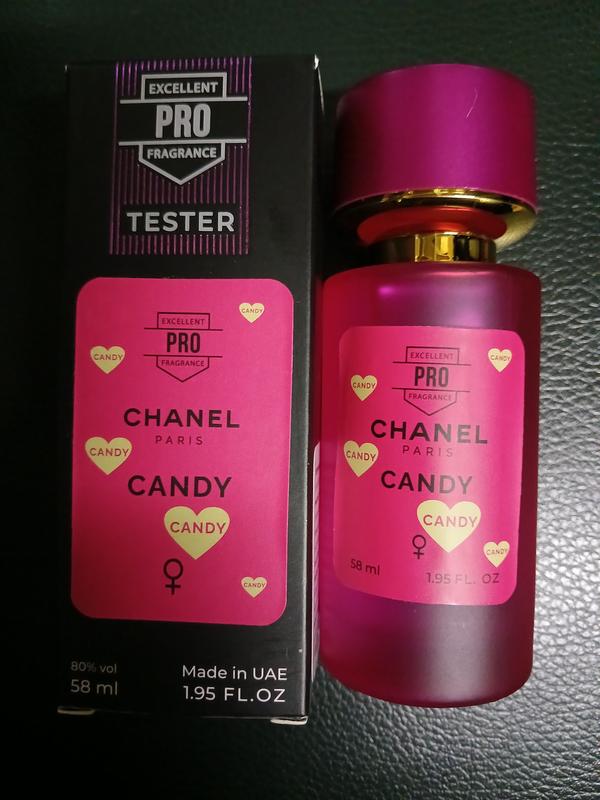 EXCELLENT
PRO
FRAGRANCE
TESTER
CANDY
EXCELLENT
PRO
FRAGRANCE
CANDY
CHANEL
PARIS
CANDY
CANDY
CANDY
CANDY
80% vol
58 ml
Made in UAE
1.95 FL.OZ
EXCELLENT
PRO
FRAGRANCE
CANDY
CANDY
CHANEL
PARIS
CANDY
CANDY
CANDY
CANDY
58 ml
1.95 FL. OZ